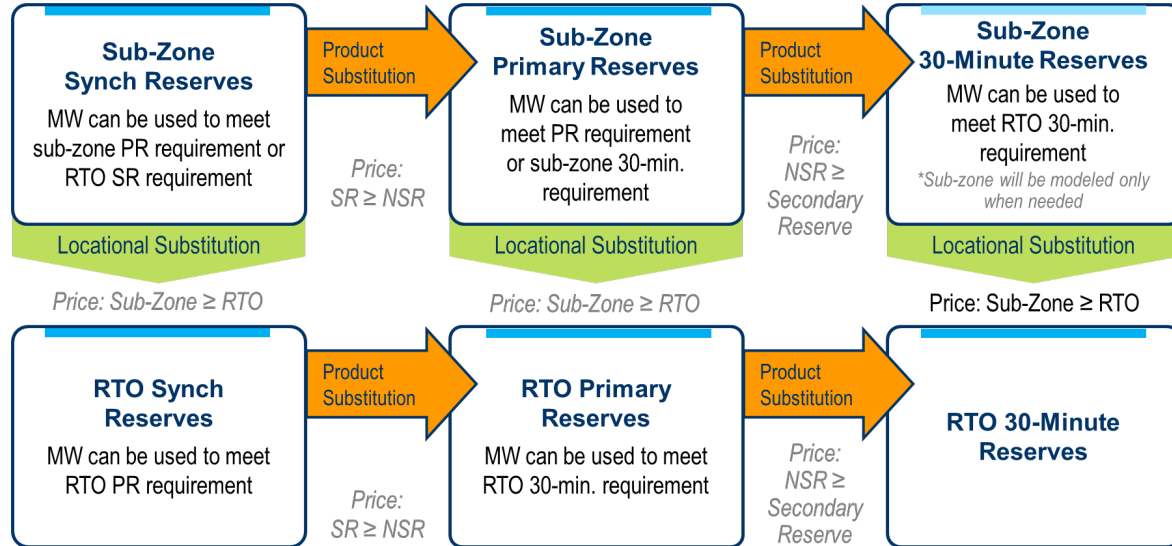 Sub-Zone
Synch Reserves
MW can be used to meet
sub-zone PR requirement or
RTO SR requirement
Product
Substitution
Price:
SR ≥ NSR
Sub-Zone
Primary Reserves
MW can be used to
meet PR requirement
or sub-zone 30-min.
requirement
Product
Substitution
Price:
NSR ≥
Secondary
Reserve
Sub-Zone
30-Minute Reserves
MW can be used to
meet RTO 30-min.
requirement
*Sub-zone will be modeled only
when needed
Locational Substitution
Price: Sub-Zone ≥ RTO
Locational Substitution
Price: Sub-Zone ≥ RTO
Locational Substitution
Price: Sub-Zone ≥ RTO
RTO Synch
Reserves
MW can be used to meet
RTO PR requirement
Product
Substitution
Price:
SR ≥ NSR
RTO Primary
Reserves
MW can be used to meet
RTO 30-min. requirement
Product
Substitution
Price:
NSR ≥
Secondary
Reserve
RTO 30-Minute
Reserves